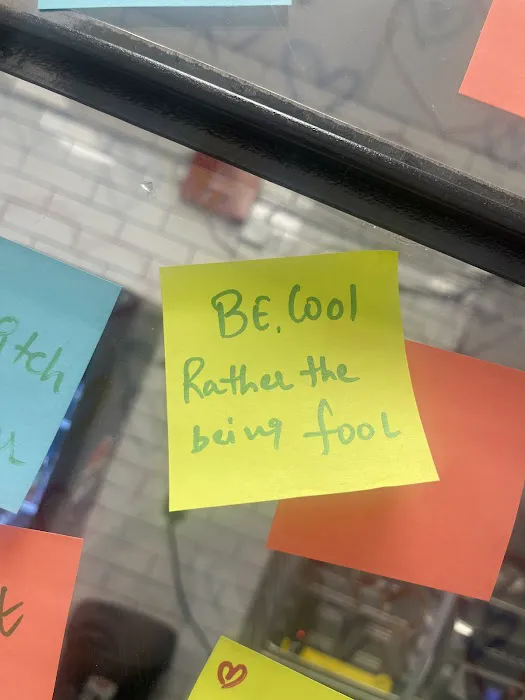 BE. Cool
Rather the
being fool